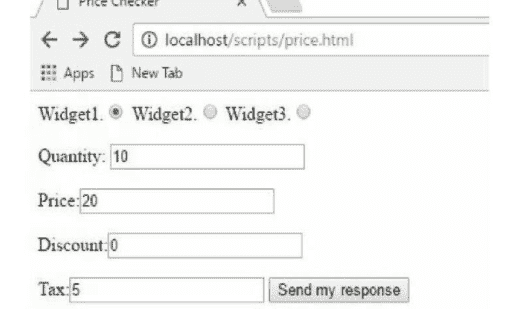 Price Checker
localhost/scripts/price.html
Apps New Tab
Widget1. Widget2. Widget3.
Quantity: 10
Price:20
Discount:0
Tax:5 Send my response